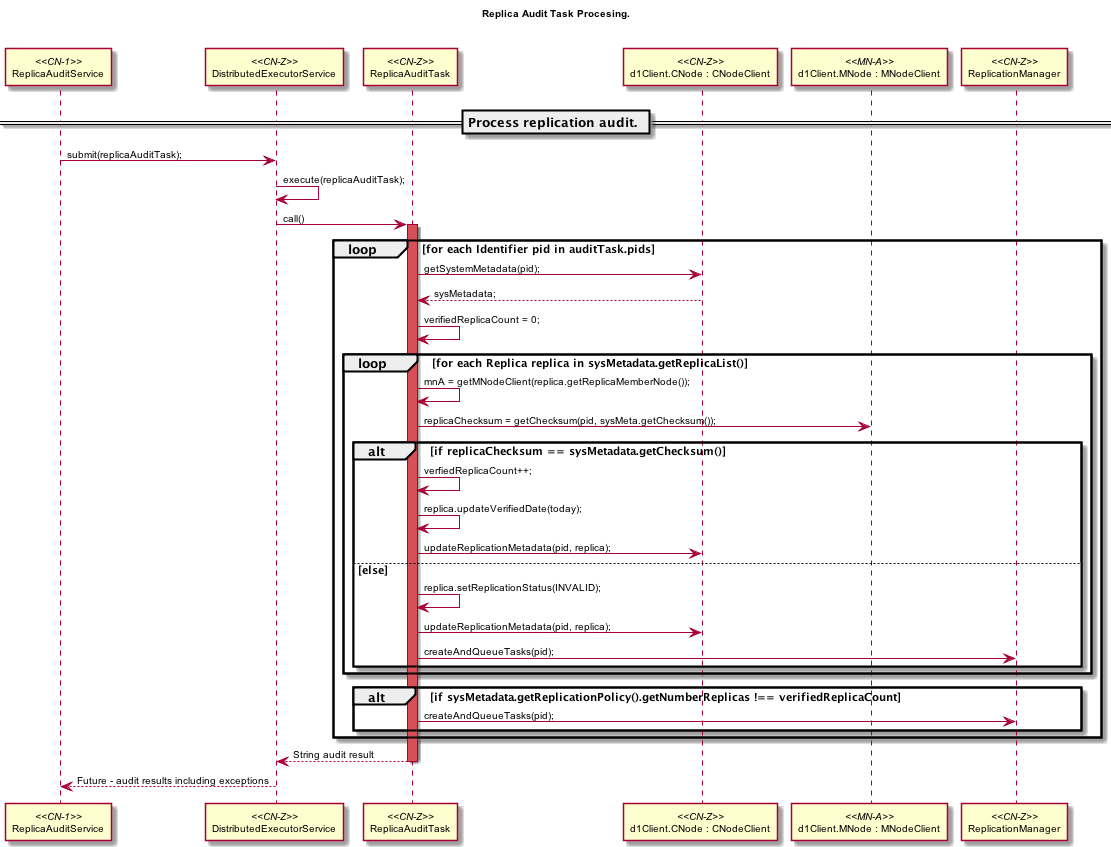 Replica Audit Task Procesing.
<<CN-1>>
ReplicaAuditService
<<CN-Z>>
DistributedExecutorService
<<CN-Z>>
ReplicaAuditTask
<<CN-Z>>
d1Client.CNode : CNodeClient
<<MN-A>>
d1Client.MNode : MNodeClient
<<CN-Z>>
ReplicationManager
Process replication audit.
submit(replicaAuditTask);
execute(replicaAuditTask);
call()
loop [for each Identifier pid in auditTask.pids]
getSystemMetadata(pid);
sysMetadata;
verifiedReplicaCount = 0;
loop [for each Replica replica in sysMetadata.getReplicaList()]
mnA = getMNodeClient(replica.getReplicaMemberNode());
replicaChecksum = getChecksum(pid, sysMeta.getChecksum());
alt [if replicaChecksum == sysMetadata.getChecksum()]
verfiedReplicaCount++;
replica.updateVerifiedDate(today);
updateReplicationMetadata(pid, replica);
[else]
replica.setReplicationStatus(INVALID);
updateReplicationMetadata(pid, replica);
createAndQueueTasks(pid);
alt [if sysMetadata.getReplicationPolicy().getNumberReplicas !== verifiedReplicaCount]
createAndQueueTasks(pid);
String audit result
Future - audit results including exceptions
<<CN-1>>
ReplicaAuditService
<<CN-Z>>
DistributedExecutorService
<<CN-Z>>
ReplicaAuditTask
<<CN-Z>>
d1Client.CNode : CNodeClient
<<MN-A>>
d1Client.MNode : MNodeClient
<<CN-Z>>
ReplicationManager